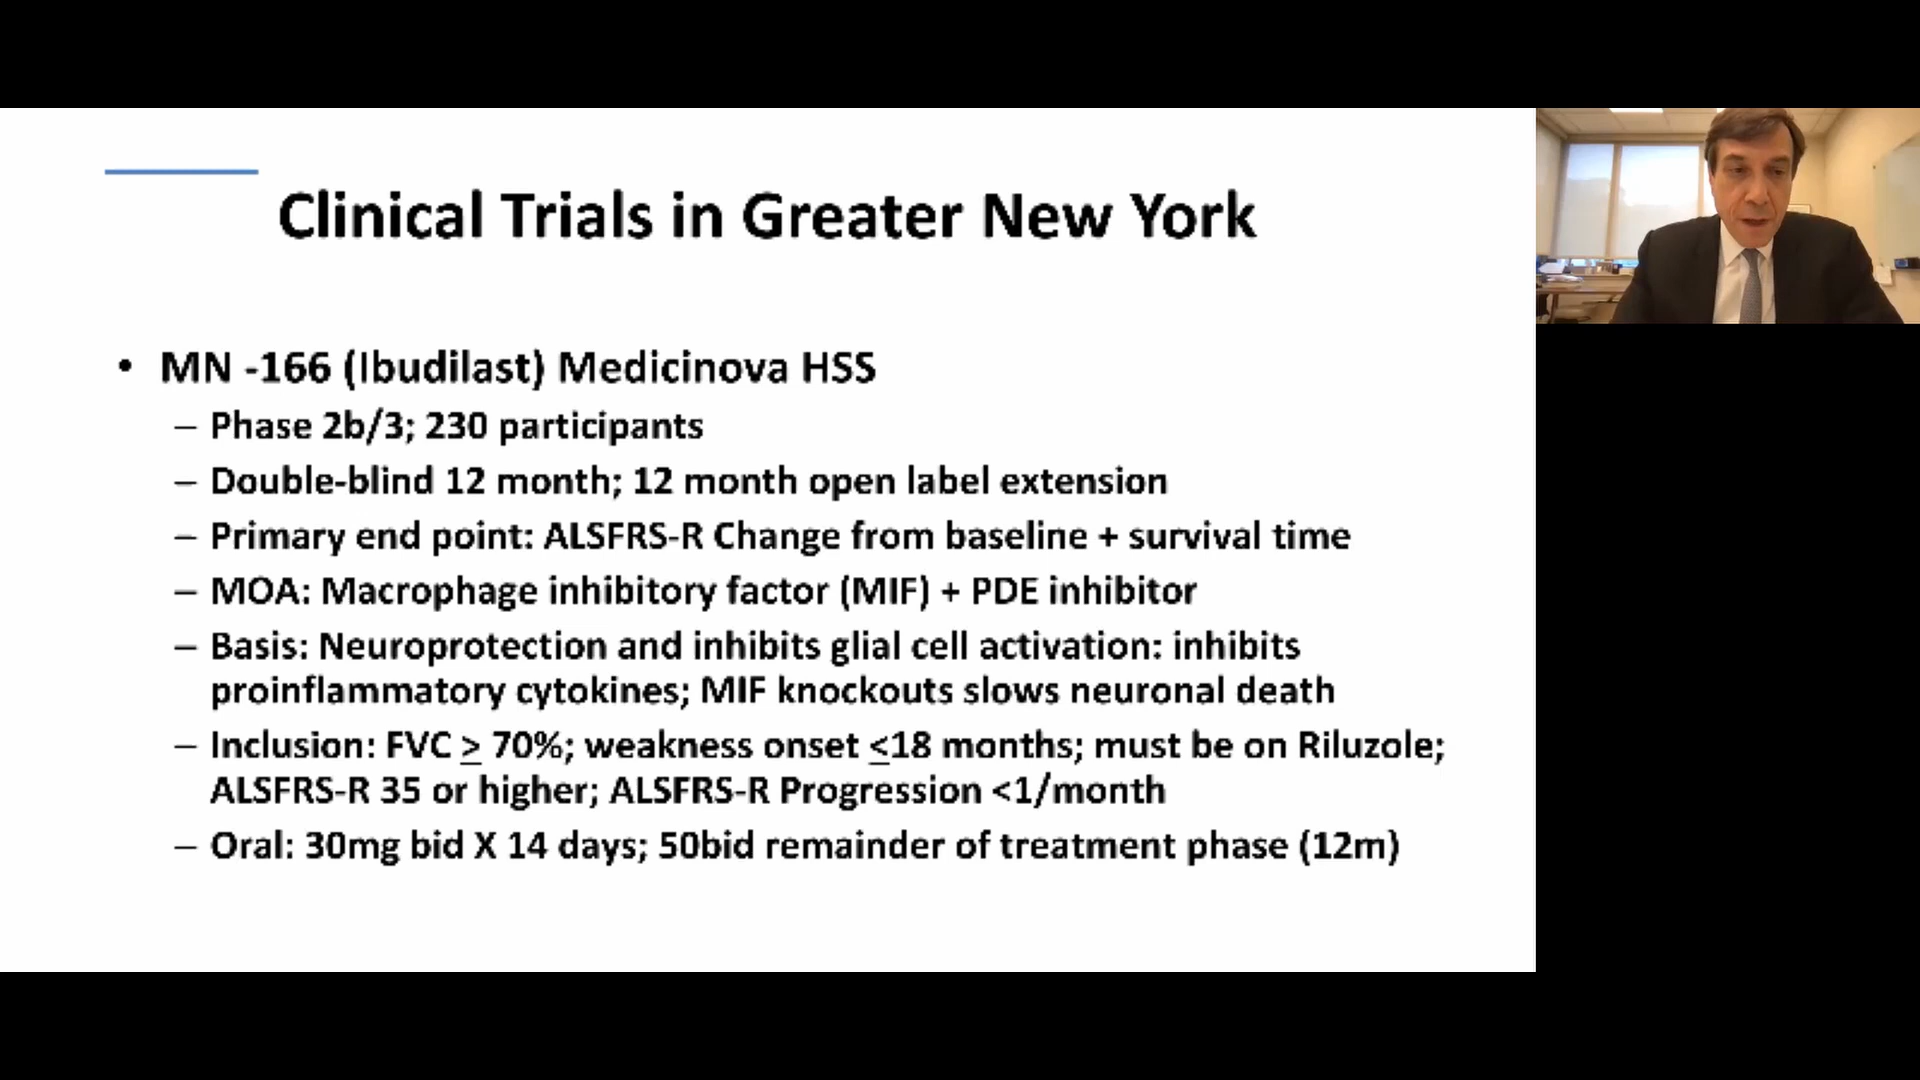 Clinical Trials in Greater New York
• MN -166 (Ibudilast) Medicinova HSS
– Phase 2b/3; 230 participants
– Double-blind 12 month; 12 month open label extension
– Primary end point: ALSFRS-R Change from baseline + survival time
– MOA: Macrophage inhibitory factor (MIF) + PDE inhibitor
– Basis: Neuroprotection and inhibits glial cell activation: inhibits
proinflammatory cytokines; MIF knockouts slows neuronal death
– Inclusion: FVC ≥ 70%; weakness onset ≤18 months; must be on Riluzole;
ALSFRS-R 35 or higher; ALSFRS-R Progression <1/month
– Oral: 30mg bid X 14 days; 50bid remainder of treatment phase (12m)